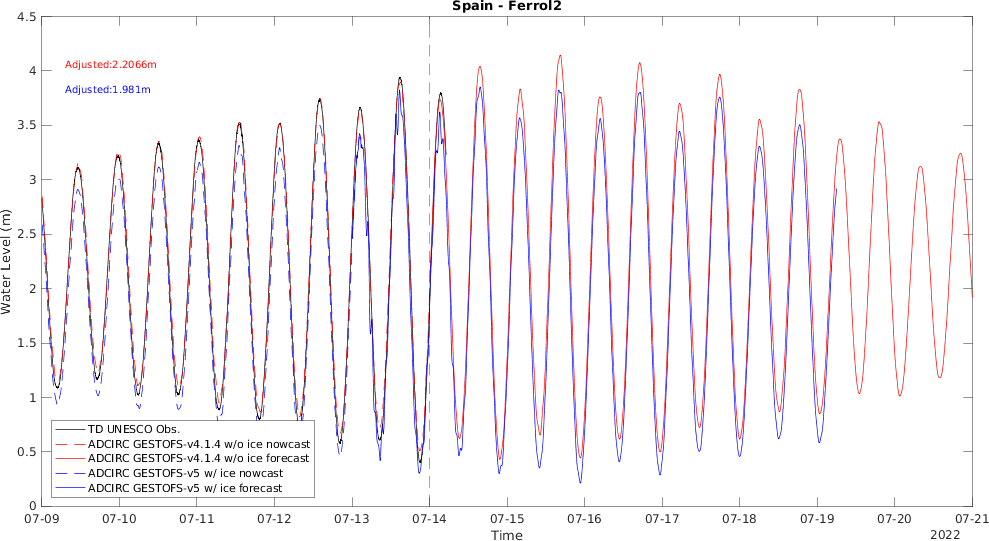 Spain - Ferrol2
Water Level (m)
4.5
4
3.5
3
2.5
2
1.5
1
0.5
0
Adjusted:2.2066m
Adjusted:1.981m
TD UNESCO Obs.
ADCIRC GESTOFS-v4.1.4 w/o ice nowcast
ADCIRC GESTOFS-v4.1.4 w/o ice forecast
ADCIRC GESTOFS-v5 w/ ice nowcast
ADCIRC GESTOFS-v5 w/ ice forecast
07-09 07-10 07-11 07-12 07-13 07-14 07-15 07-16 07-17 07-18 07-19 07-20 07-21
Time
2022